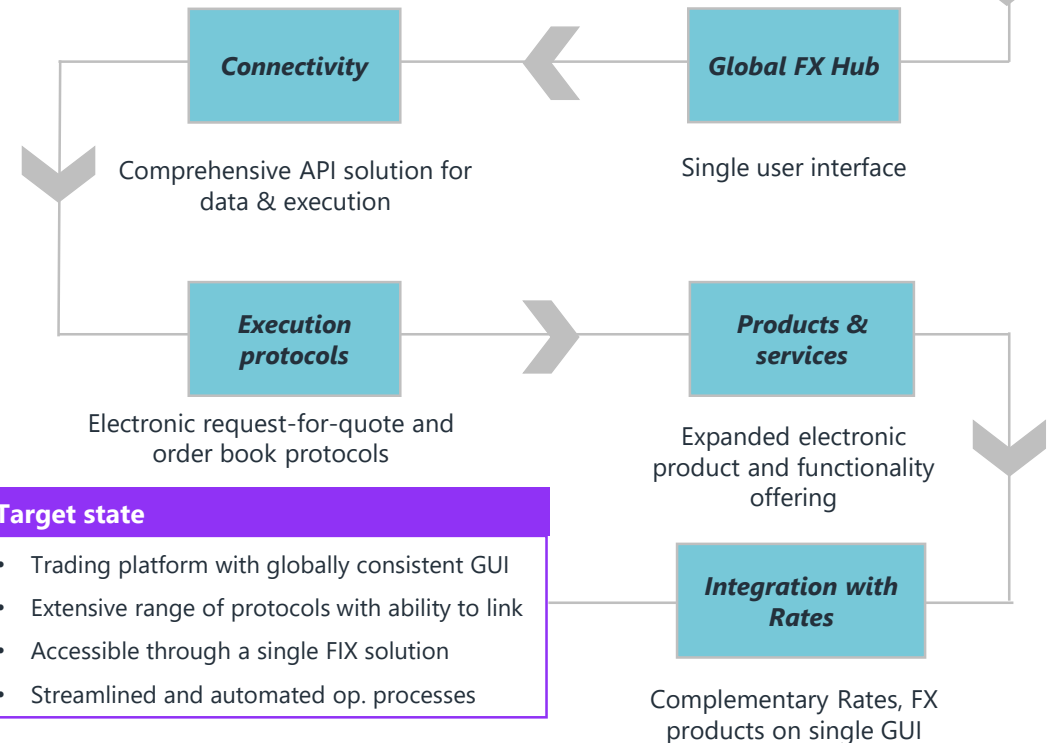 Connectivity
Global FX Hub
Comprehensive API solution for
data & execution
Single user interface
Execution
protocols
Products &
services
Electronic request-for-quote and
order book protocols
Expanded electronic
product and functionality
offering
Target state
• Trading platform with globally consistent GUI
• Extensive range of protocols with ability to link
• Accessible through a single FIX solution
• Streamlined and automated op. processes
Integration with
Rates
Complementary Rates, FX
products on single GUI